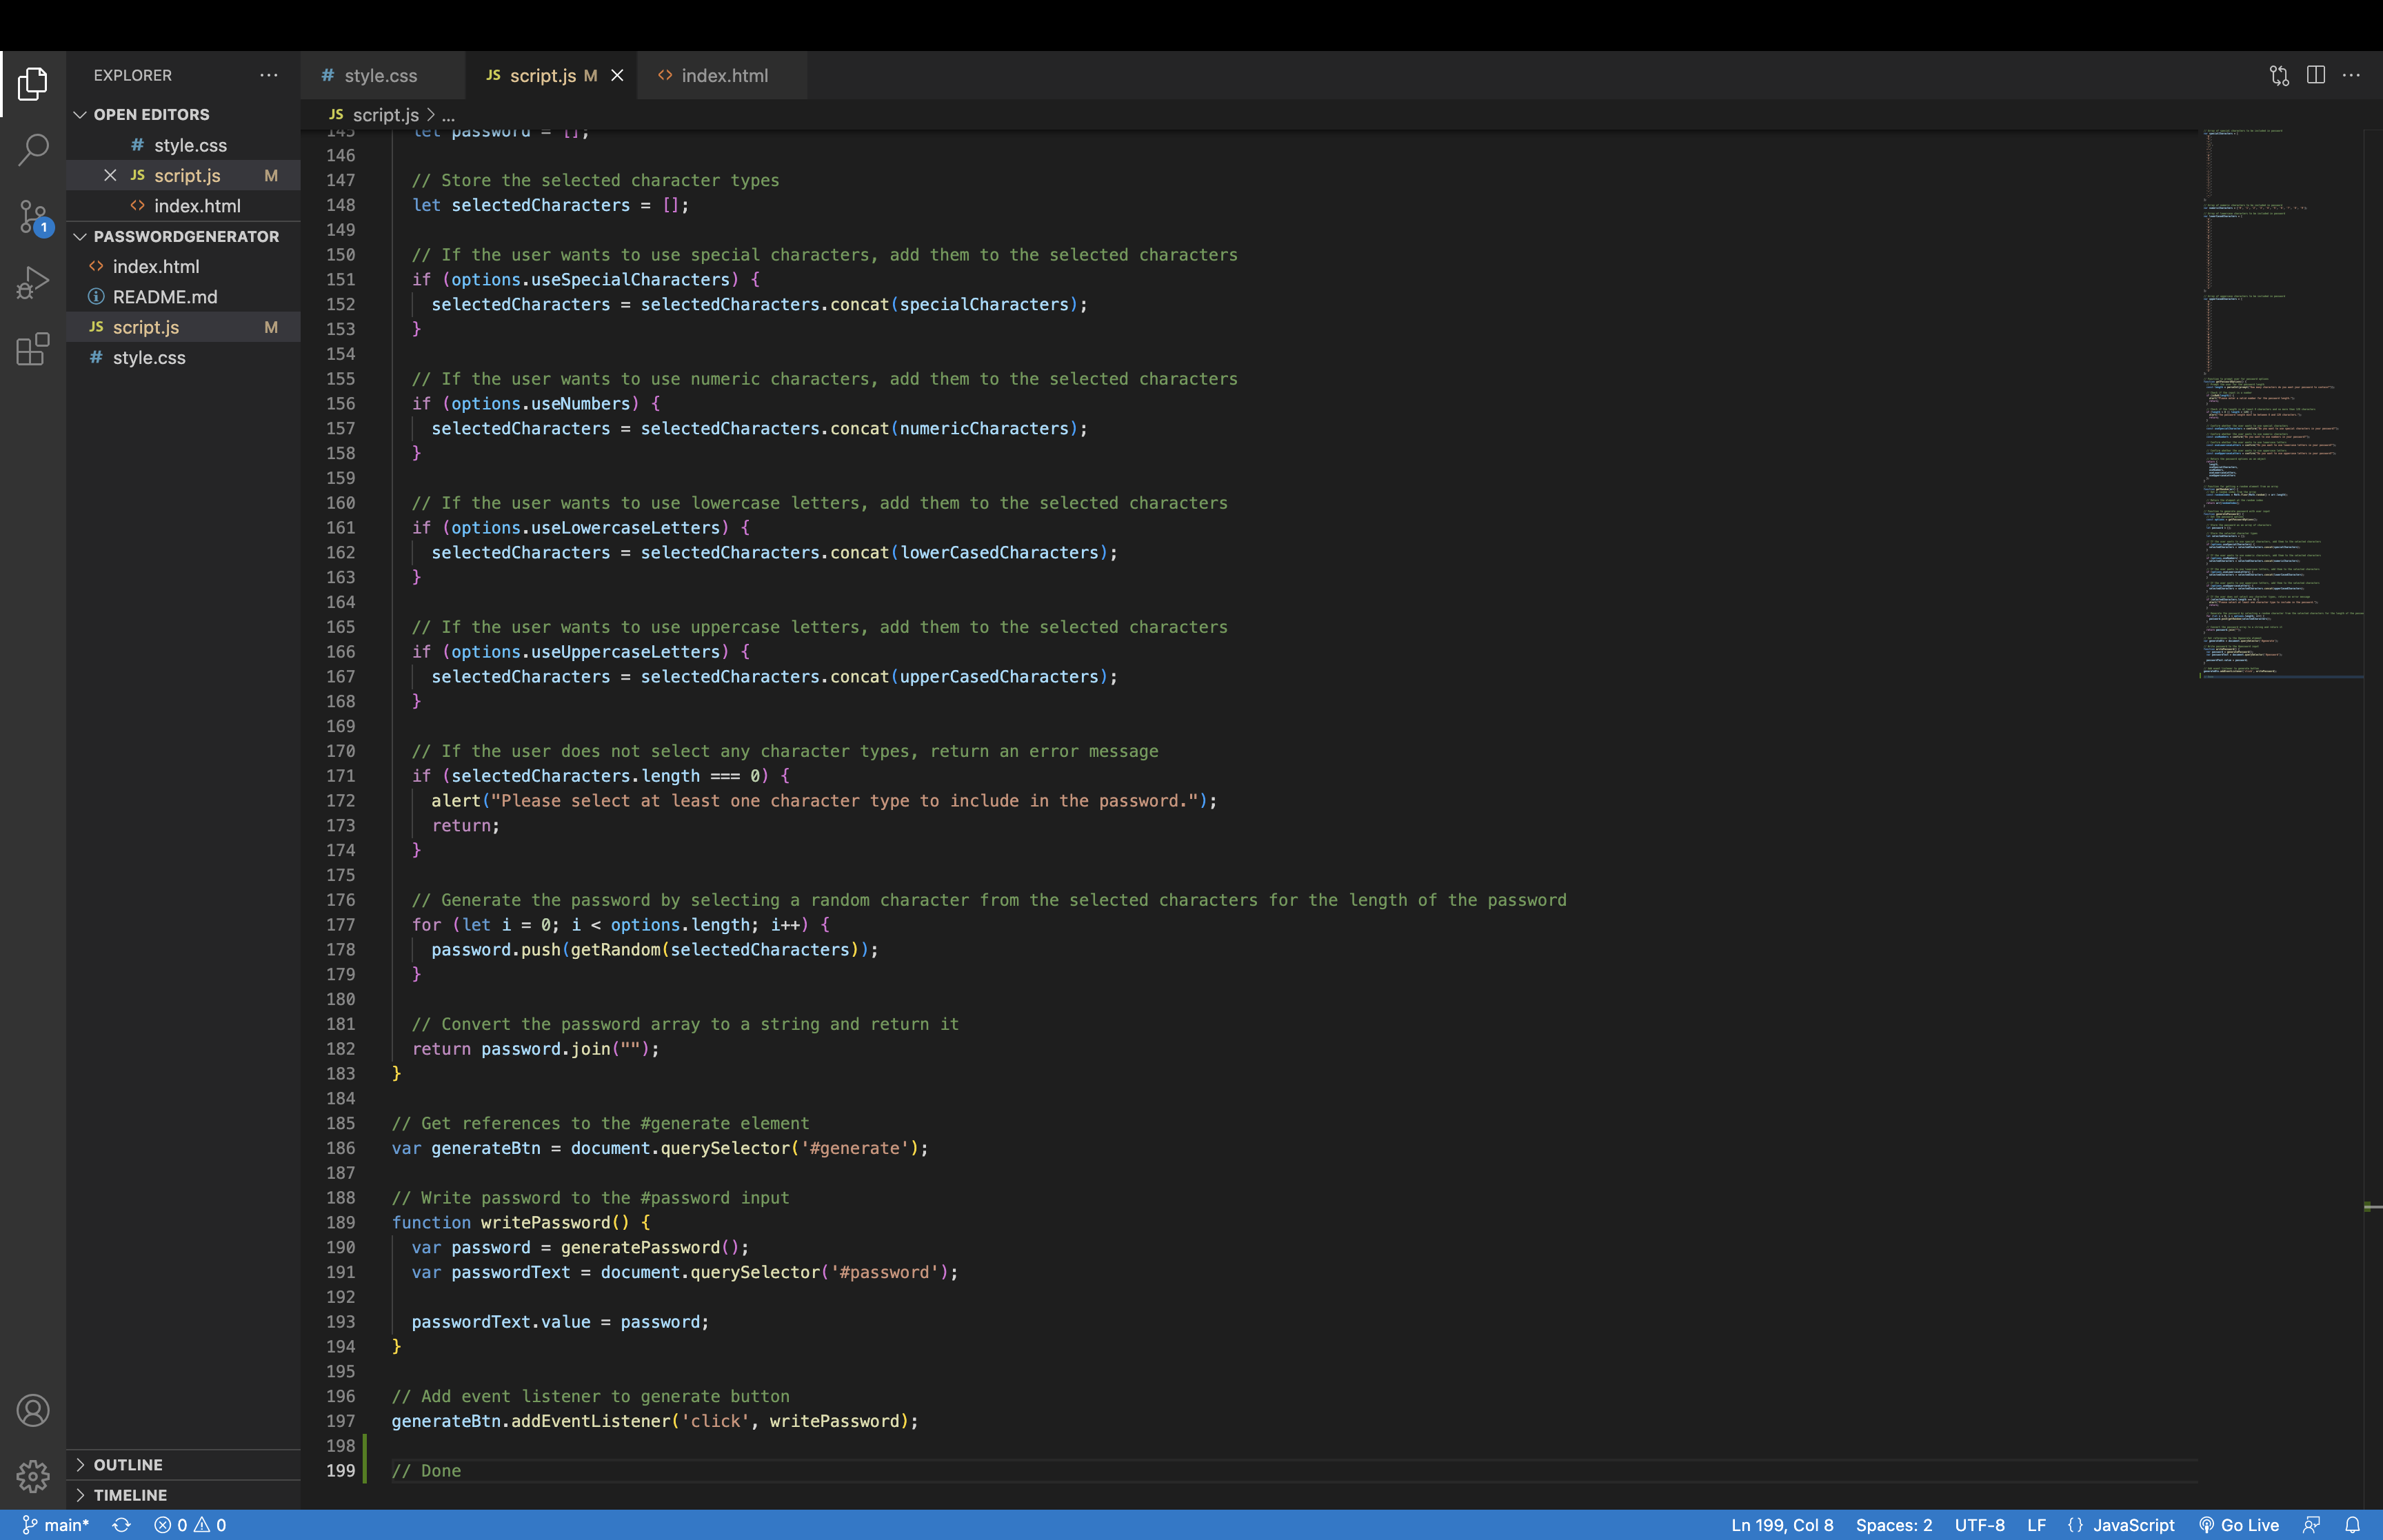 EXPLORER
OPEN EDITORS
style.css
script.js M
index.html
PASSWORDGENERATOR
index.html
README.md
script.js M
style.css
OUTLINE
TIMELINE
1
style.css
JS script.js M
index.html
JS script.js > ...
145 let password = [];
146
147 // Store the selected character types
148 let selectedCharacters = [];
149
150 // If the user wants to use special characters, add them to the selected characters
151 if (options.useSpecialCharacters) {
152 selectedCharacters = selectedCharacters.concat(specialCharacters);
153 }
154
155 // If the user wants to use numeric characters, add them to the selected characters
156 if (options.useNumbers) {
157 selectedCharacters = selectedCharacters.concat(numericCharacters);
158 }
159
160 // If the user wants to use lowercase letters, add them to the selected characters
161 if (options.useLowercaseLetters) {
162 selectedCharacters = selectedCharacters.concat(lowerCasedCharacters);
163 }
164
165 // If the user wants to use uppercase letters, add them to the selected characters
166 if (options.useUppercaseLetters) {
167 selectedCharacters = selectedCharacters.concat(upperCasedCharacters);
168 }
169
170 // If the user does not select any character types, return an error message
171 if (selectedCharacters.length === 0) {
172 alert("Please select at least one character type to include in the password.");
173 return;
174 }
175
176 // Generate the password by selecting a random character from the selected characters for the length of the password
177 for (let i = 0; i < options.length; i++) {
178 password.push(getRandom(selectedCharacters));
179 }
180
181 // Convert the password array to a string and return it
182 return password.join("");
183 }
184
185 // Get references to the #generate element
186 var generateBtn = document.querySelector('#generate');
187
188 // Write password to the #password input
189 function writePassword() {
190 var password = generatePassword();
191 var passwordText = document.querySelector('#password');
192
193 passwordText.value = password;
194 }
195
196 // Add event listener to generate button
197 generateBtn.addEventListener('click', writePassword);
198
199 // Done
main* 0 0 Ln 199, Col 8 Spaces: 2 UTF-8 LF {} JavaScript Go Live